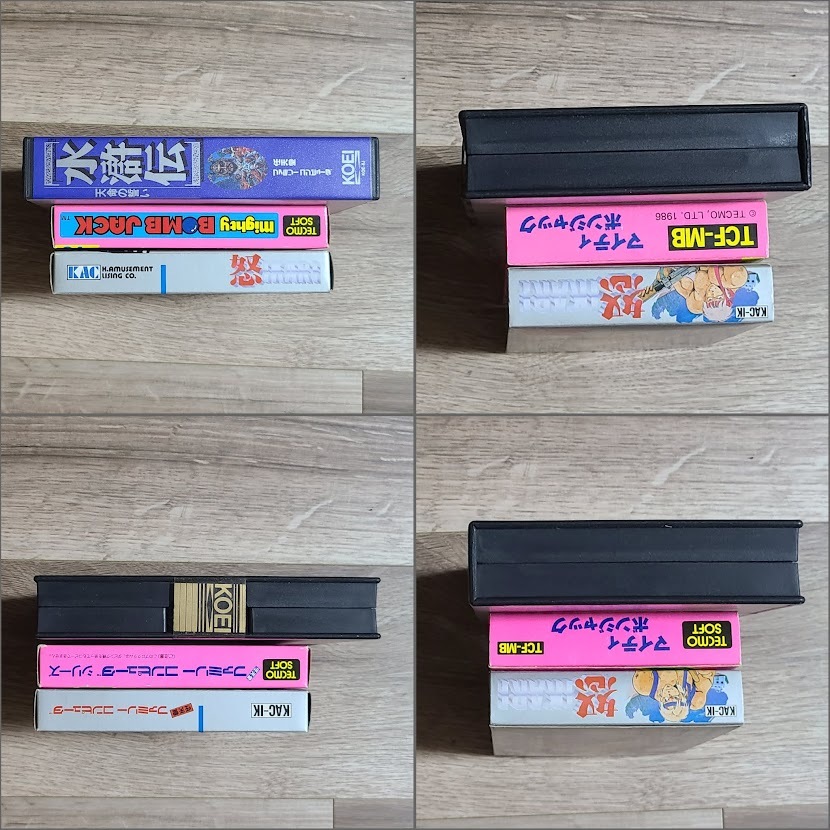 水滸伝
天命の誓い
KOEI
mighty BOMB JACK™
TECMO
SOFT
KAC
K.AMUSEMENT
LISING CO.
怒
TCF-MB
マイティ
ボンジャック
© TECMO, LTD. 1986
怒
KAC-IK
KOEI
TECMO
SOFT
ファミリーコンピュータシリーズ
ファミリーコンピュータ
KAC-IK
TECMO
SOFT
マイティ
ボンジャック
TCF-MB
怒
KAC-IK